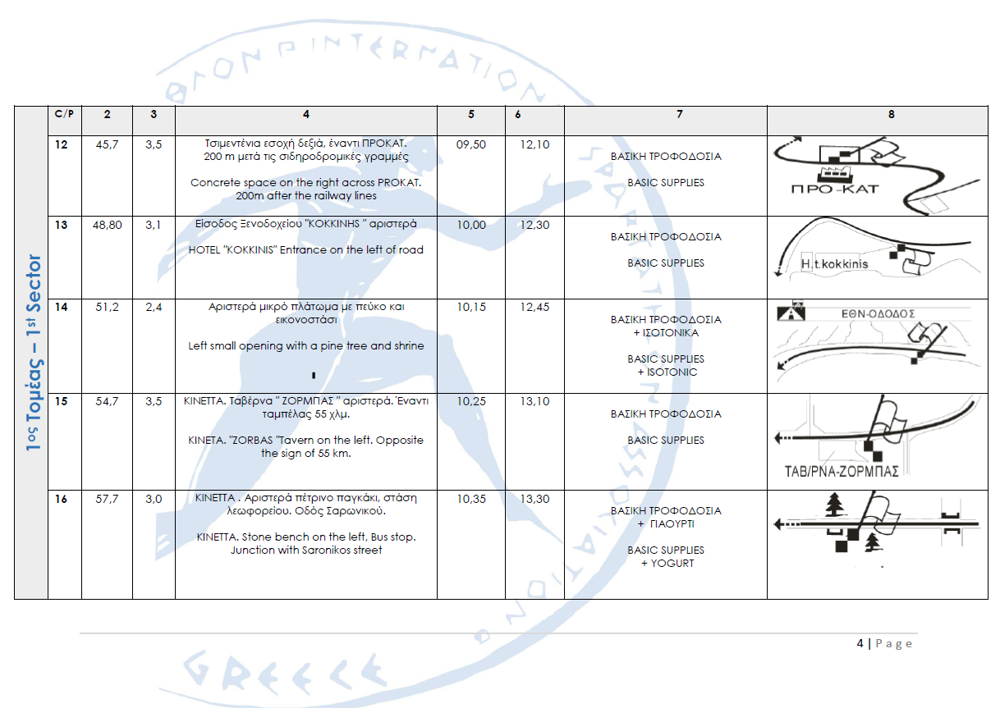 ΘΛΟΝ INTERNATION
SPARTATHLON ASSOCIATION
GREECE
1ος Τομέας – 1st Sector
C/P 2 3 4 5 6 7 8
12 45,7 3,5 Τσιμεντένια εσοχή δεξιά, έναντι ΠΡΟΚΑΤ. 09,50 12,10
200 m μετά τις σιδηροδρομικές γραμμές
Concrete space on the right across PROKAT.
200m after the railway lines
ΒΑΣΙΚΗ ΤΡΟΦΟΔΟΣΙΑ
BASIC SUPPLIES
ΠΡΟ-ΚΑΤ
13 48,80 3,1 Είσοδος Ξενοδοχείου "KOKKINHS " αριστερά 10,00 12,30
HOTEL "KOKKINIS" Entrance on the left of road
ΒΑΣΙΚΗ ΤΡΟΦΟΔΟΣΙΑ
BASIC SUPPLIES
H.t.kokkinis
14 51,2 2,4 Αριστερά μικρό πλάτωμα με πεύκο και 10,15 12,45
εικονοστάσι
Left small opening with a pine tree and shrine
ΒΑΣΙΚΗ ΤΡΟΦΟΔΟΣΙΑ
+ ΙΣΟΤΟΝΙΚΑ
BASIC SUPPLIES
+ ISOTONIC
ΕΘΝ-ΟΔΟΔΟΣ
15 54,7 3,5 ΚΙΝΕΤΤΑ. Ταβέρνα " ΖΟΡΜΠΑΣ " αριστερά. Έναντι 10,25 13,10
ταμπέλας 55 χλμ.
KINETA. "ZORBAS "Tavern on the left. Opposite
the sign of 55 km.
ΒΑΣΙΚΗ ΤΡΟΦΟΔΟΣΙΑ
BASIC SUPPLIES
ΤΑΒ/ΡΝΑ-ΖΟΡΜΠΑΣ
16 57,7 3,0 ΚΙΝΕΤΤΑ . Αριστερά πέτρινο παγκάκι, στάση 10,35 13,30
λεωφορείου. Οδός Σαρωνικού.
KINETTA. Stone bench on the left, Bus stop.
Junction with Saronikos street
ΒΑΣΙΚΗ ΤΡΟΦΟΔΟΣΙΑ
+ ΓΙΑΟΥΡΤΙ
BASIC SUPPLIES
+ YOGURT
4 | Page